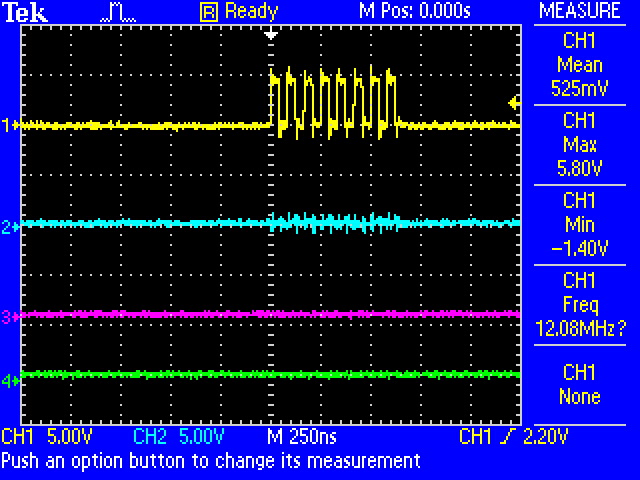 Tek R Ready M Pos: 0.000s MEASURE
CH1
Mean
525mV
CH1
Max
5.80V
CH1
Min
−1.40V
CH1
Freq
12.08MHz?
CH1
None
1
2
3
4
CH1 5.00V CH2 5.00V M 250ns CH1 2.20V
Push an option button to change its measurement